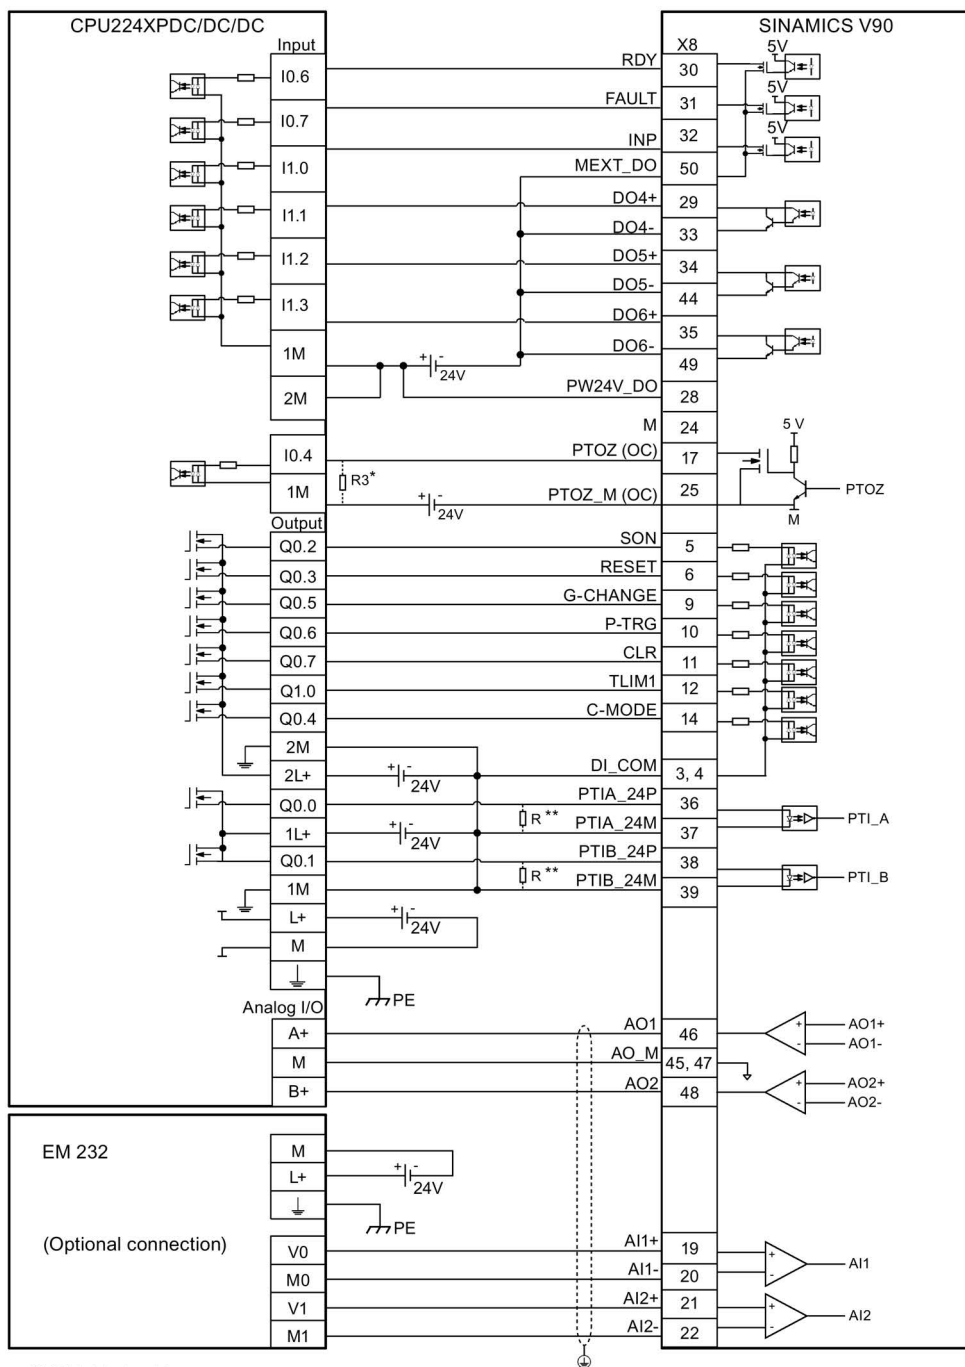 CPU224XPDC/DC/DC
SINAMICS V90
Input
X8
I0.6
RDY
30
5V
I0.7
FAULT
31
5V
I1.0
INP
32
5V
MEXT_DO
50
I1.1
DO4+
29
DO4-
33
I1.2
DO5+
34
DO5-
44
I1.3
DO6+
35
1M
DO6-
49
+ -
24V
2M
PW24V_DO
28
M
24
I0.4
PTOZ (OC)
17
5 V
R3*
1M
+ -
24V
PTOZ_M (OC)
25
PTOZ
M
Output
Q0.2
SON
5
Q0.3
RESET
6
Q0.5
G-CHANGE
9
Q0.6
P-TRG
10
Q0.7
CLR
11
Q1.0
TLIM1
12
Q0.4
C-MODE
14
2M
2L+
+ -
24V
DI_COM
3, 4
Q0.0
PTIA_24P
36
R **
PTI_A
1L+
+ -
24V
PTIA_24M
37
Q0.1
PTIB_24P
38
R **
PTI_B
1M
PTIB_24M
39
L+
+ -
24V
M
PE
Analog I/O
A+
AO1
46
+
-
AO1+
AO1-
M
AO_M
45, 47
B+
AO2
48
+
-
AO2+
AO2-
EM 232
M
L+
+ -
24V
PE
(Optional connection)
V0
AI1+
19
+
-
AI1
M0
AI1-
20
V1
AI2+
21
+
-
AI2
M1
AI2-
22